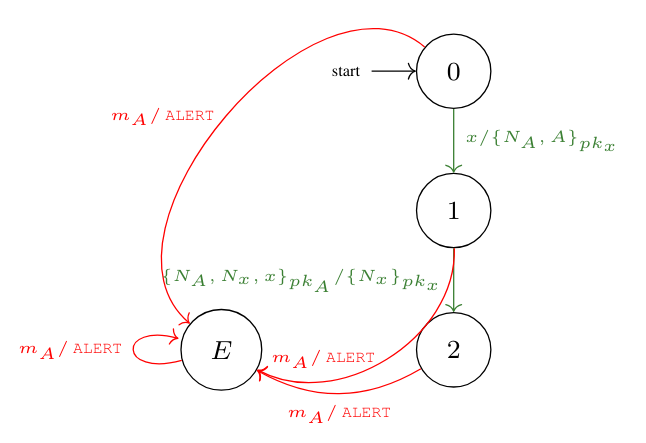 start
0
m_A / ALERT
x/{N_A, A}_{pk_x}
1
{N_A, N_x, x}_{pk_A}/{N_x}_{pk_x}
m_A / ALERT
E
m_A / ALERT
2
m_A / ALERT